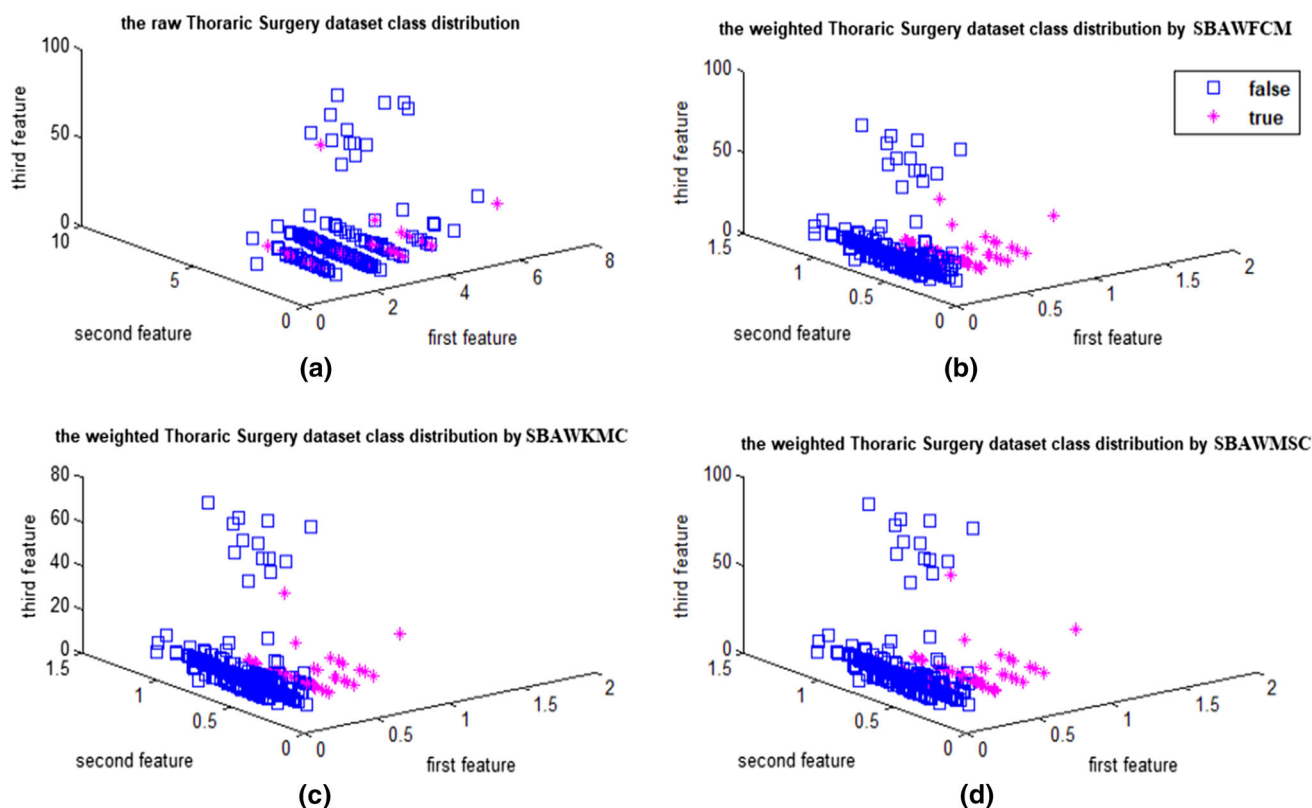 the raw Thoraric Surgery dataset class distribution
100
50
0
third feature
10
5
0
second feature
0
2
4
6
8
first feature
(a)
the weighted Thoraric Surgery dataset class distribution by SBAWFCM
false
true
100
50
0
third feature
1.5
1
0.5
0
second feature
0
0.5
1
1.5
2
first feature
(b)
the weighted Thoraric Surgery dataset class distribution by SBAWKMC
80
60
40
20
0
third feature
1.5
1
0.5
0
second feature
0
0.5
1
1.5
2
first feature
(c)
the weighted Thoraric Surgery dataset class distribution by SBAWMSC
100
50
0
third feature
1.5
1
0.5
0
second feature
0
0.5
1
1.5
2
first feature
(d)